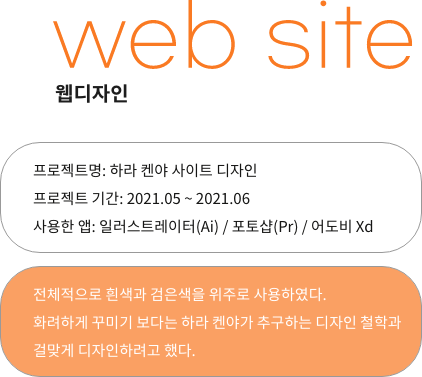 web site
웹디자인
프로젝트명: 하라 켄야 사이트 디자인
프로젝트 기간: 2021.05 ~ 2021.06
사용한 앱: 일러스트레이터(Ai) / 포토샵(Pr) / 어도비 Xd
전체적으로 흰색과 검은색을 위주로 사용하였다.
화려하게 꾸미기 보다는 하라 켄야가 추구하는 디자인 철학과
걸맞게 디자인하려고 했다.